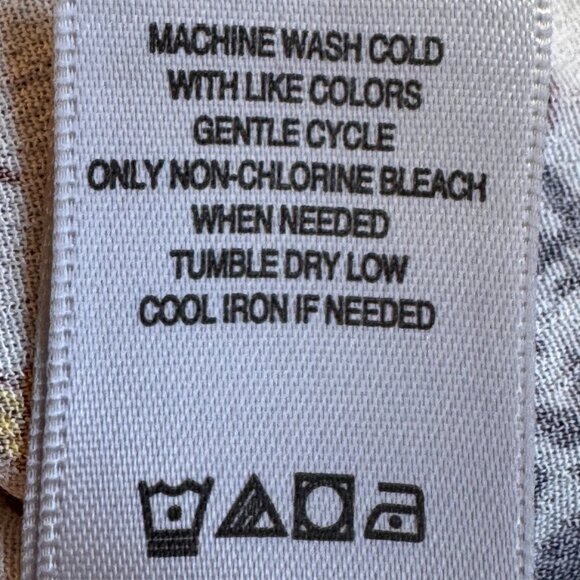 MACHINE WASH COLD
WITH LIKE COLORS
GENTLE CYCLE
ONLY NON-CHLORINE BLEACH
WHEN NEEDED
TUMBLE DRY LOW
COOL IRON IF NEEDED